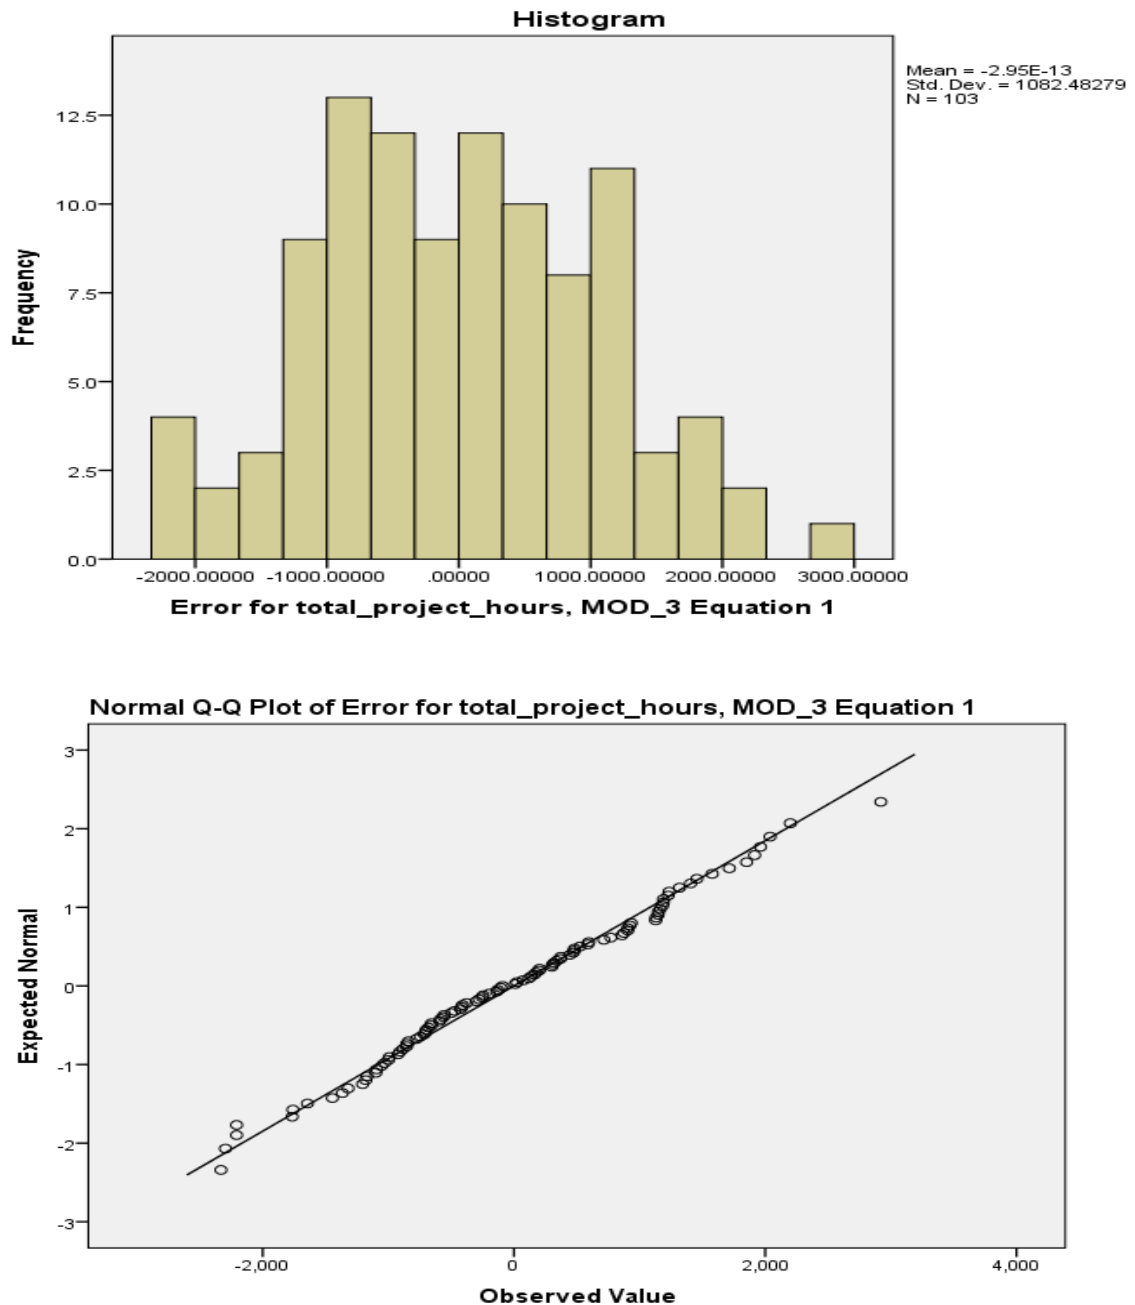 Histogram
Mean = -2.95E-13
Std. Dev. = 1082.48279
N = 103
12.5
10.0
7.5
5.0
2.5
0.0
Frequency
-2000.00000 -1000.00000 .00000 1000.00000 2000.00000 3000.00000
Error for total_project_hours, MOD_3 Equation 1
Normal Q-Q Plot of Error for total_project_hours, MOD_3 Equation 1
3
2
1
0
-1
-2
-3
Expected Normal
-2,000 0 2,000 4,000
Observed Value